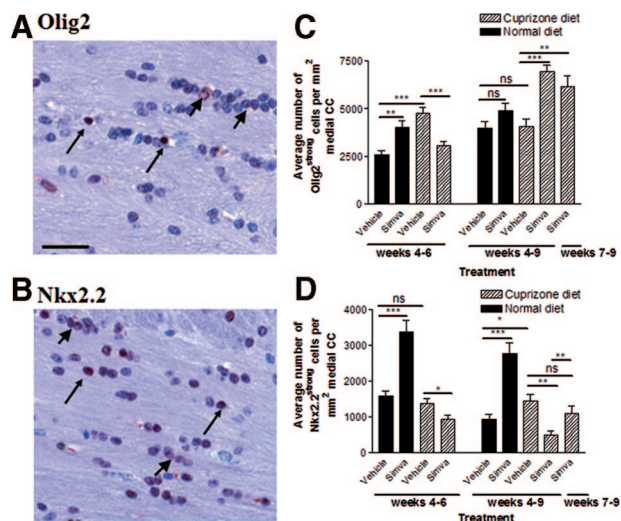 A Olig2
B Nkx2.2
C
Cuprizone diet
Normal diet
Average number of
Olig2strong cells per mm2
medial CC
7500
5000
2500
0
** *** *** ns ns *** **
Vehicle Simva Vehicle Simva Vehicle Simva Vehicle Simva Simva
weeks 4-6 weeks 4-9 weeks 7-9
Treatment
D
Cuprizone diet
Normal diet
Average number of
Nkx2.2strong cells per
mm2 medial CC
4000
3000
2000
1000
0
ns *** * * *** ** ns **
Vehicle Simva Vehicle Simva Vehicle Simva Vehicle Simva Simva
weeks 4-6 weeks 4-9 weeks 7-9
Treatment